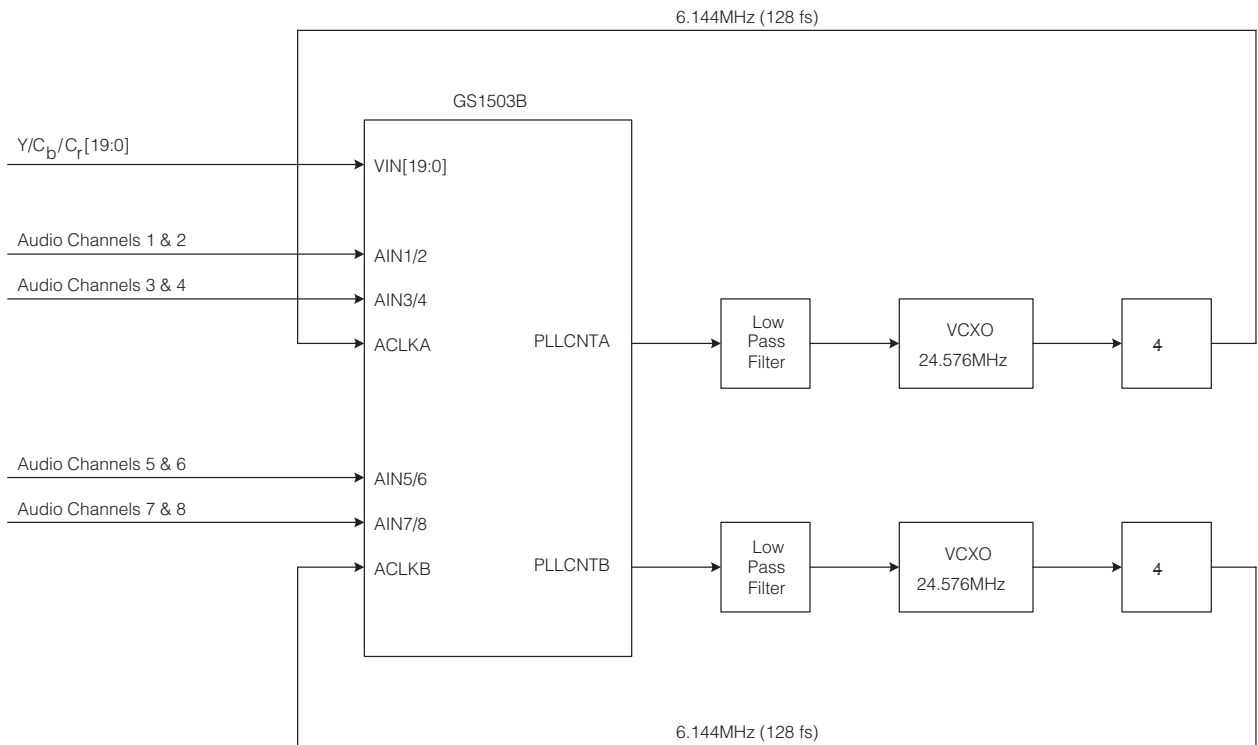 6.144MHz (128 fs)
GS1503B
Y/Cb/Cr[19:0]
VIN[19:0]
Audio Channels 1 & 2
AIN1/2
Audio Channels 3 & 4
AIN3/4
ACLKA
PLLCNTA
Low
Pass
Filter
VCXO
24.576MHz
4
Audio Channels 5 & 6
AIN5/6
Audio Channels 7 & 8
AIN7/8
ACLKB
PLLCNTB
Low
Pass
Filter
VCXO
24.576MHz
4
6.144MHz (128 fs)